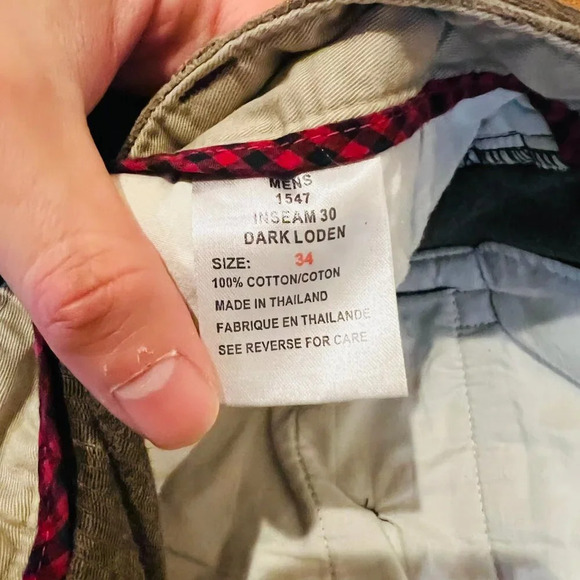 MENS
1547
INSEAM 30
DARK LODEN
SIZE: 34
100% COTTON/COTON
MADE IN THAILAND
FABRIQUE EN THAILANDE
SEE REVERSE FOR CARE